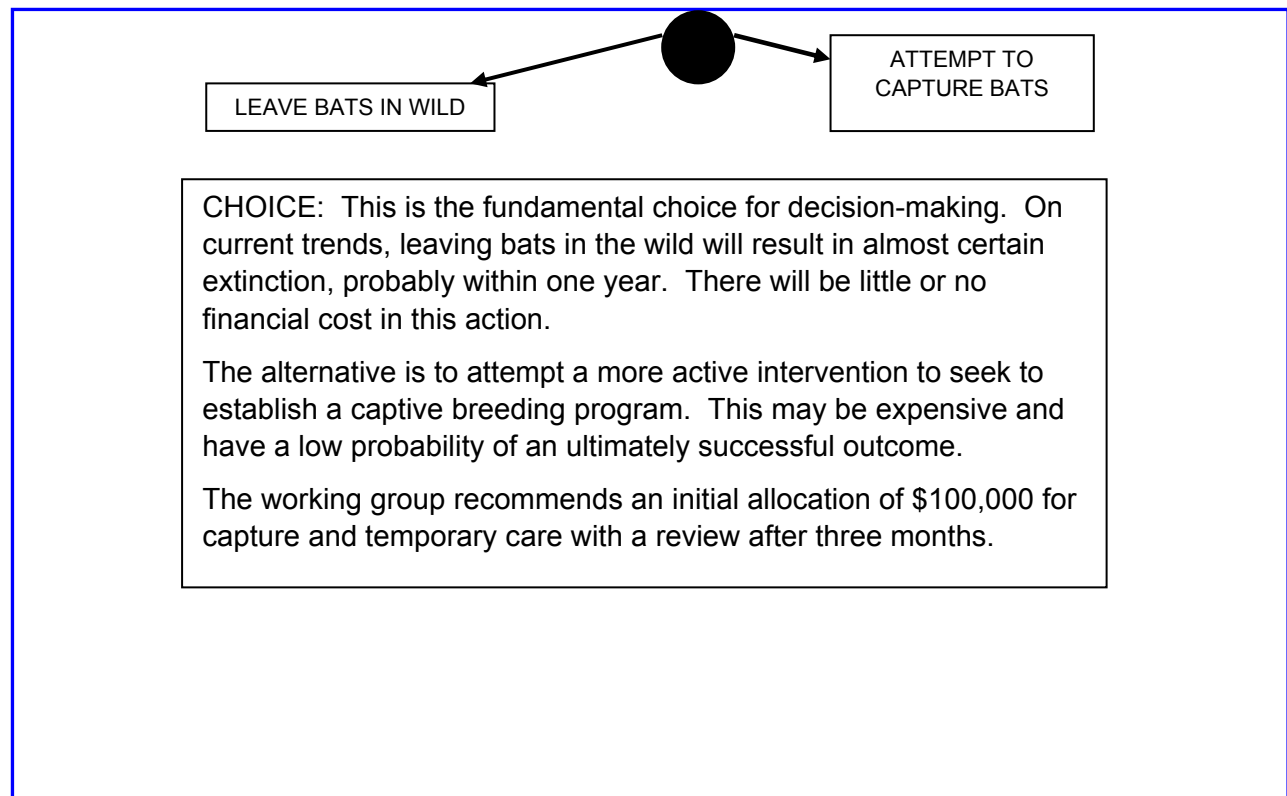 ATTEMPT TO
CAPTURE BATS
LEAVE BATS IN WILD
CHOICE:  This is the fundamental choice for decision-making.  On
current trends, leaving bats in the wild will result in almost certain
extinction, probably within one year.  There will be little or no
financial cost in this action.
The alternative is to attempt a more active intervention to seek to
establish a captive breeding program.  This may be expensive and
have a low probability of an ultimately successful outcome.
The working group recommends an initial allocation of $100,000 for
capture and temporary care with a review after three months.